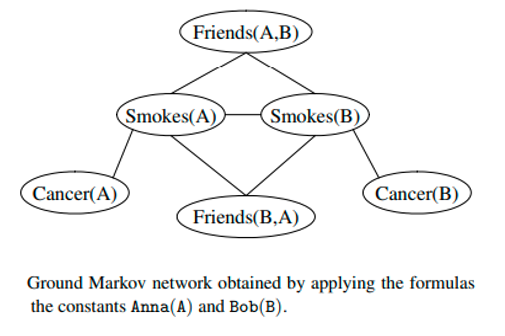 Friends(A,B)
Smokes(A) Smokes(B)
Cancer(A) Cancer(B)
Friends(B,A)
Ground Markov network obtained by applying the formulas
the constants Anna(A) and Bob(B).